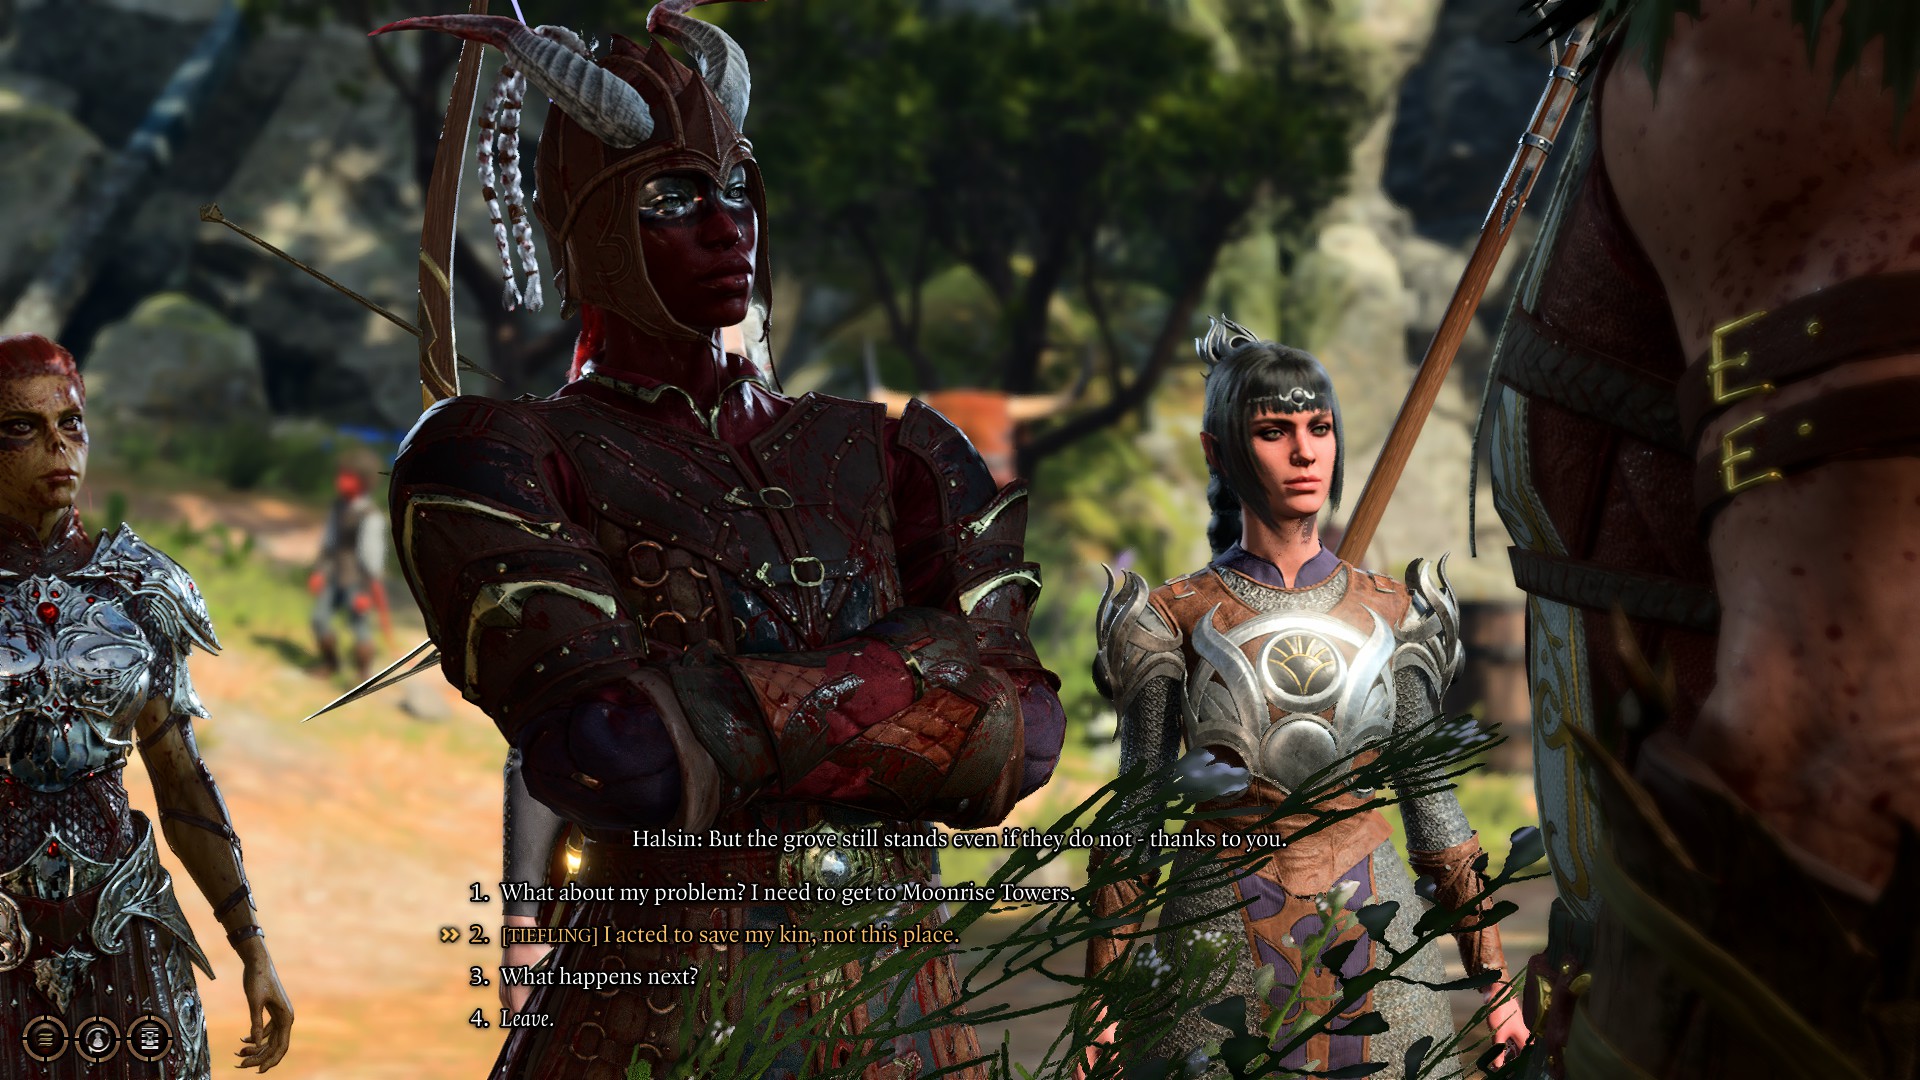 Halsin: But the grove still stands even if they do not - thanks to you.
1. What about my problem? I need to get to Moonrise Towers.
2. [TIEFLING] I acted to save my kin, not this place.
3. What happens next?
4. Leave.